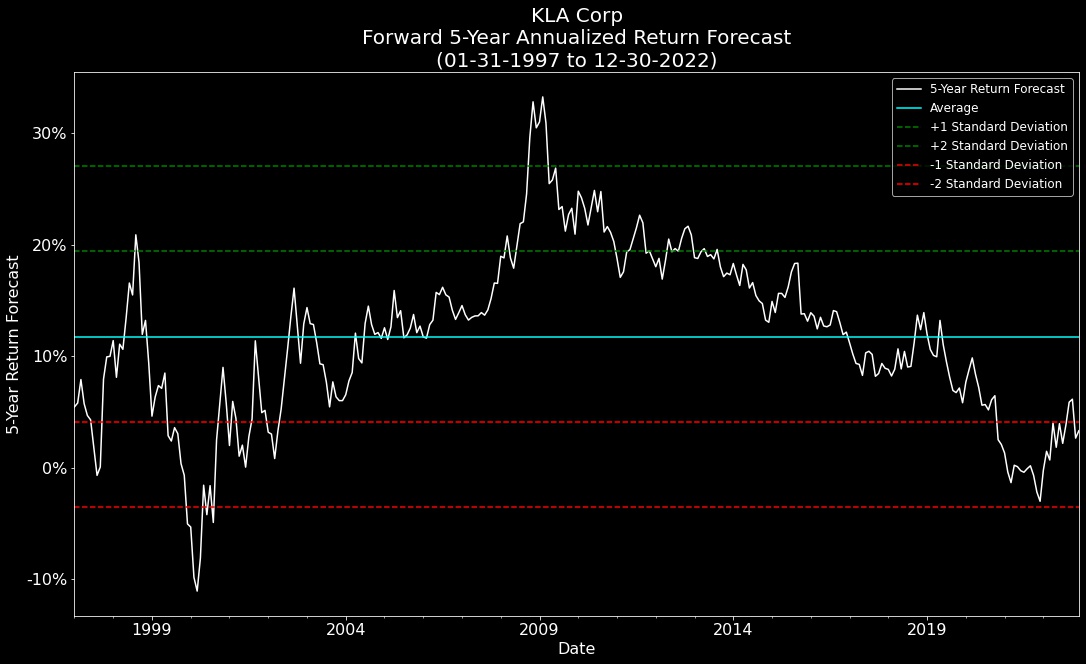 KLA Corp
Forward 5-Year Annualized Return Forecast
(01-31-1997 to 12-30-2022)
5-Year Return Forecast
Average
+1 Standard Deviation
+2 Standard Deviation
-1 Standard Deviation
-2 Standard Deviation
5-Year Return Forecast
30%
20%
10%
0%
-10%
1999
2004
2009
2014
2019
Date